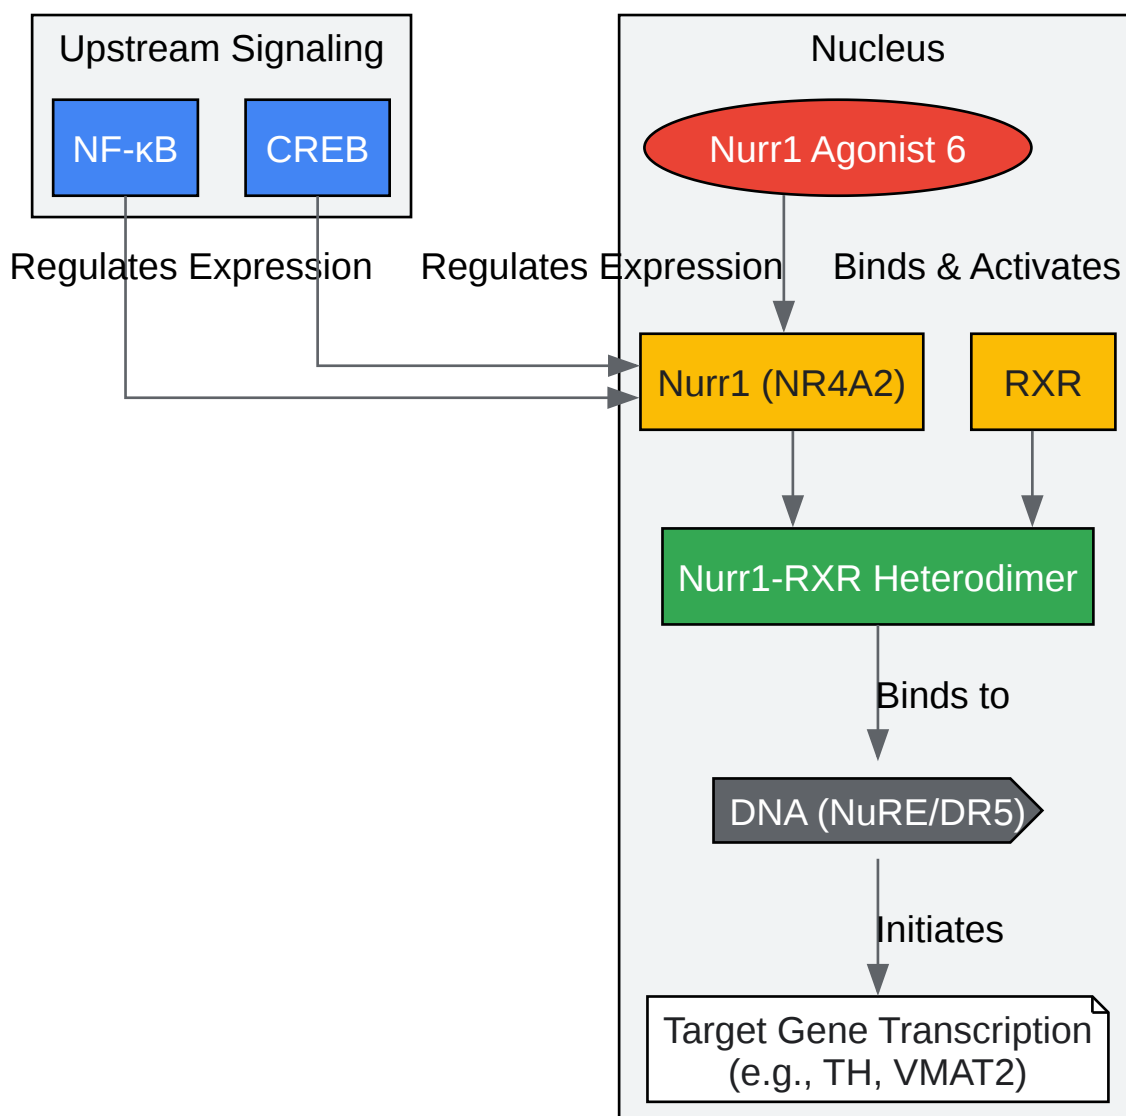 Upstream Signaling
Nucleus
NF-κB
CREB
Nurr1 Agonist 6
Regulates Expression
Regulates Expression
Binds & Activates
Nurr1 (NR4A2)
RXR
Nurr1-RXR Heterodimer
Binds to
DNA (NuRE/DR5)
Initiates
Target Gene Transcription
(e.g., TH, VMAT2)